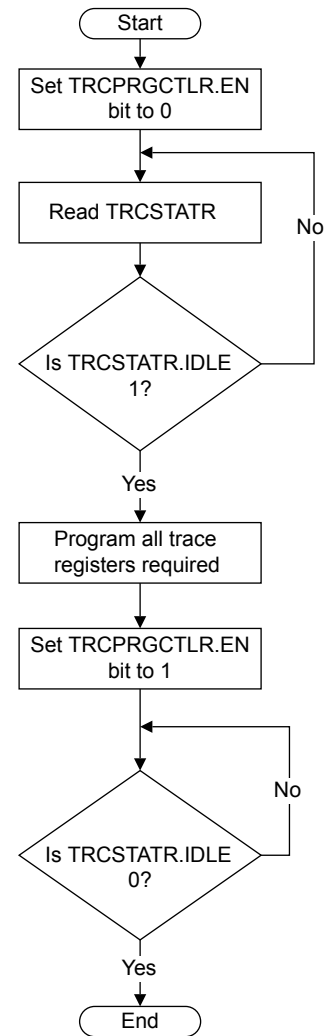 Start
Set TRCPRGCTLR.EN
bit to 0
Read TRCSTATR
No
Is TRCSTATR.IDLE
1?
Yes
Program all trace
registers required
Set TRCPRGCTLR.EN
bit to 1
No
Is TRCSTATR.IDLE
0?
Yes
End